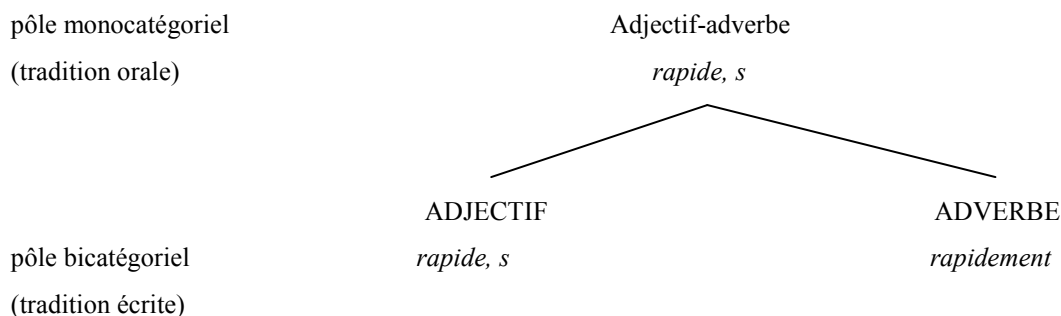 pôle monocatégoriel Adjectif-adverbe
(tradition orale) rapide, s
ADJECTIF ADVERBE
pôle bicatégoriel rapide, s rapidement
(tradition écrite)